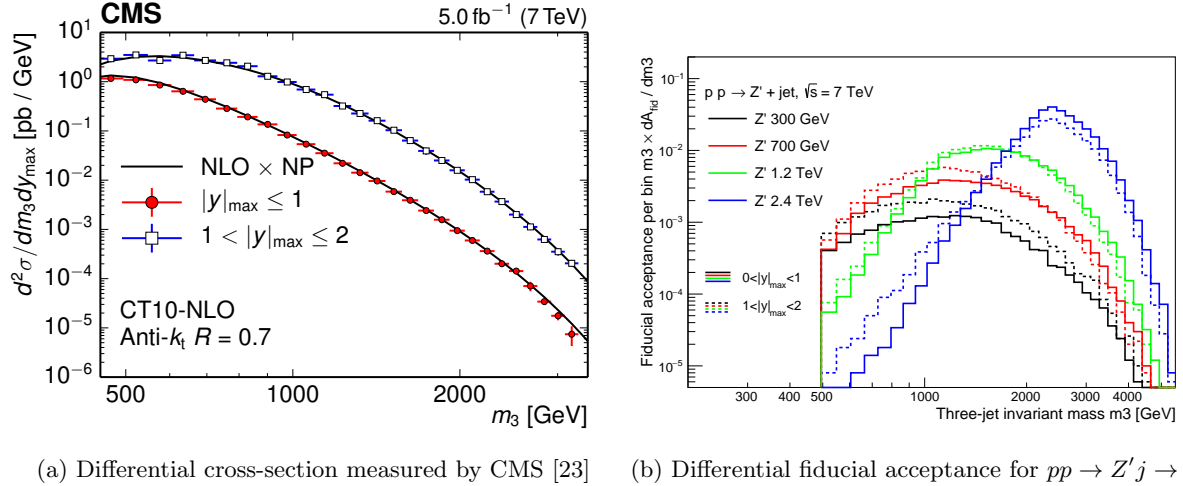 CMS 5.0 fb⁻¹ (7 TeV)
d²σ/dm₃dy_max [pb / GeV]
10²
10¹
10⁰
10⁻¹
10⁻²
10⁻³
10⁻⁴
10⁻⁵
10⁻⁶
NLO × NP
|y|_max ≤ 1
1 < |y|_max ≤ 2
CT10-NLO
Anti-k_t R = 0.7
500 1000 2000
m₃ [GeV]
(a) Differential cross-section measured by CMS [23]
Fiducial acceptance per bin m3 × dA_fid / dm3
10⁻¹
10⁻²
10⁻³
10⁻⁴
10⁻⁵
p p → Z' + jet, √s = 7 TeV
Z' 300 GeV
Z' 700 GeV
Z' 1.2 TeV
Z' 2.4 TeV
0<|y|_max<1
1<|y|_max<2
300 400 500 1000 2000 3000 4000
Three-jet invariant mass m3 [GeV]
(b) Differential fiducial acceptance for pp → Z′j →